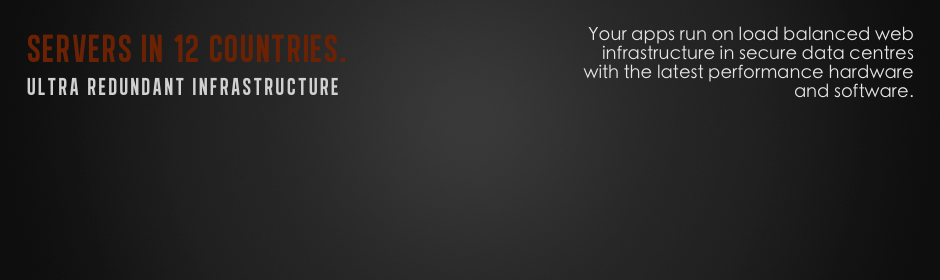 SERVERS IN 12 COUNTRIES.
ULTRA REDUNDANT INFRASTRUCTURE
Your apps run on load balanced web
infrastructure in secure data centres
with the latest performance hardware
and software.